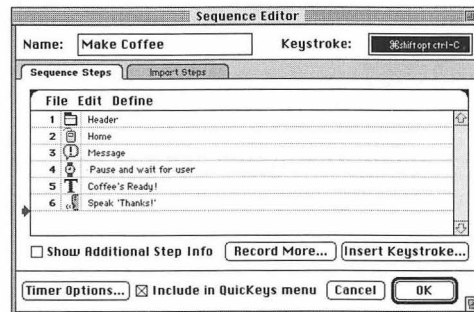 Sequence Editor
Name: Make Coffee Keystroke: ⌘shift opt ctrl-C
Sequence Steps Import Steps
File Edit Define
1 Header
2 Home
3 Message
4 Pause and wait for user
5 T Coffee's Ready!
6 Speak 'Thanks!'
Show Additional Step Info Record More... Insert Keystroke...
Timer Options... Include in QuicKeys menu Cancel OK